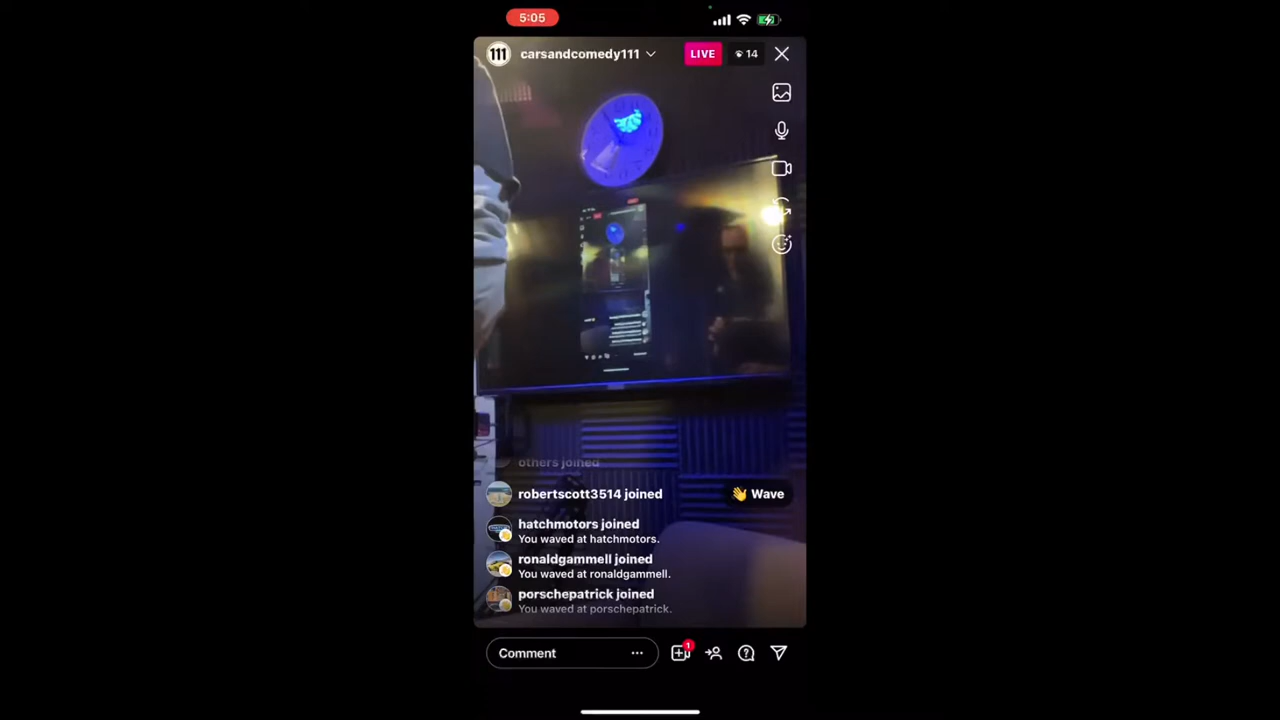 5:05
111 carsandcomedy111 LIVE 14
others joined
robertscott3514 joined 👋 Wave
hatchmotors joined
You waved at hatchmotors.
ronaldgammell joined
You waved at ronaldgammell.
porschepatrick joined
You waved at porschepatrick.
Comment ... 1